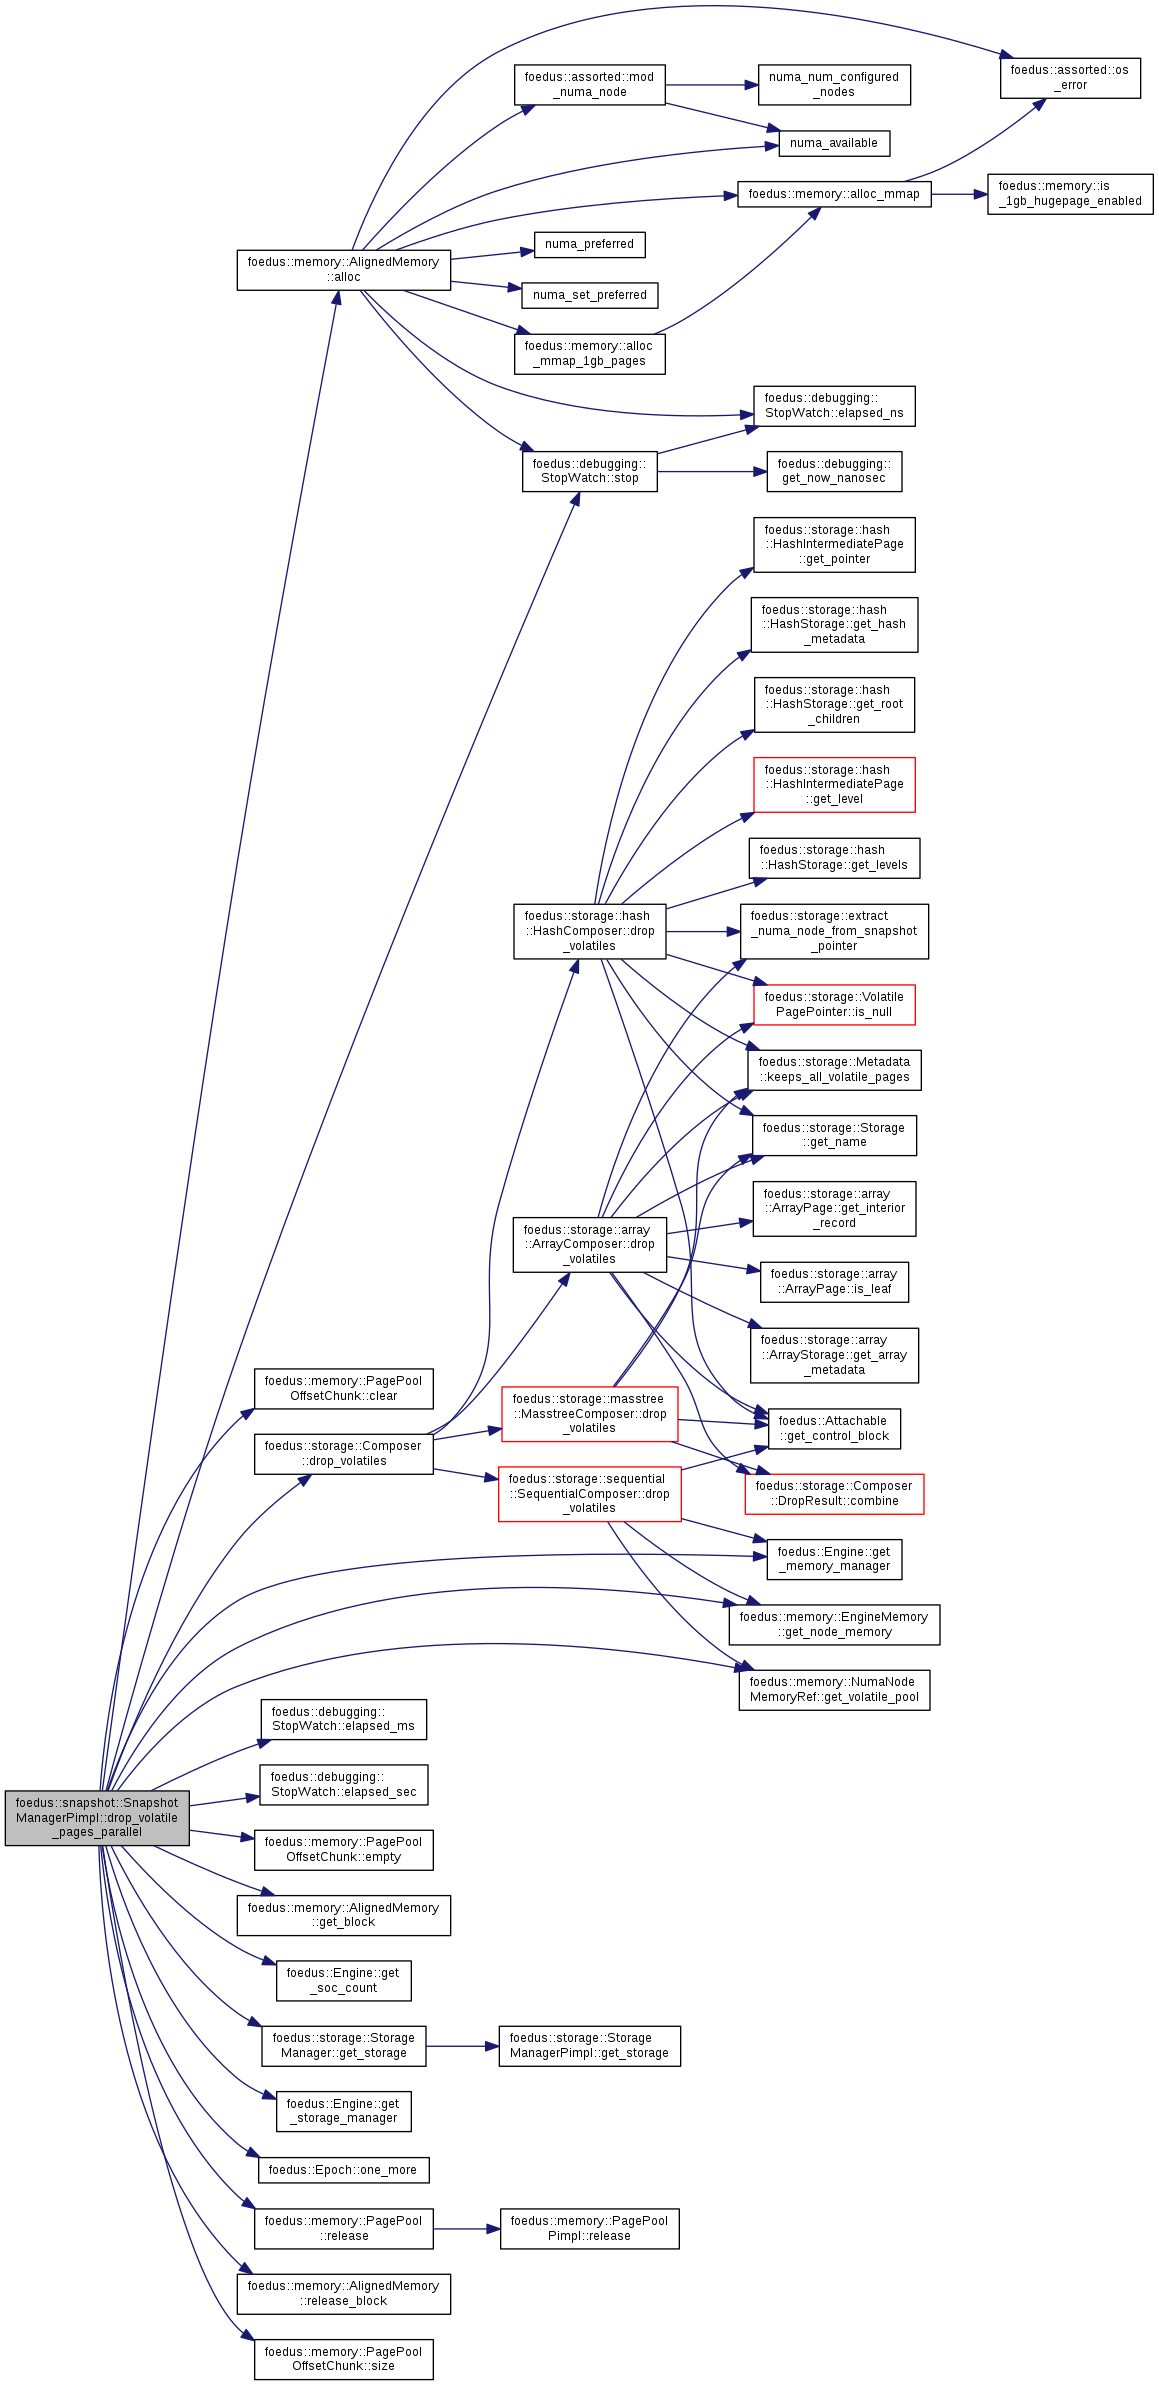 foedus::snapshot::Snapshot
ManagerPimpl::drop_volatile
_pages_parallel
foedus::memory::AlignedMemory
::alloc
foedus::assorted::mod
_numa_node
numa_num_configured
_nodes
foedus::assorted::os
_error
numa_available
foedus::memory::alloc_mmap
foedus::memory::is
_1gb_hugepage_enabled
numa_preferred
numa_set_preferred
foedus::memory::alloc
_mmap_1gb_pages
foedus::debugging::
StopWatch::elapsed_ns
foedus::debugging::
StopWatch::stop
foedus::debugging::
get_now_nanosec
foedus::storage::hash
::HashIntermediatePage
::get_pointer
foedus::storage::hash
::HashStorage::get_hash
_metadata
foedus::storage::hash
::HashStorage::get_root
_children
foedus::storage::hash
::HashIntermediatePage
::get_level
foedus::storage::hash
::HashStorage::get_levels
foedus::storage::hash
::HashComposer::drop
_volatiles
foedus::storage::extract
_numa_node_from_snapshot
_pointer
foedus::storage::Volatile
PagePointer::is_null
foedus::storage::Metadata
::keeps_all_volatile_pages
foedus::storage::Storage
::get_name
foedus::storage::array
::ArrayPage::get_interior
_record
foedus::storage::array
::ArrayComposer::drop
_volatiles
foedus::storage::array
::ArrayPage::is_leaf
foedus::storage::array
::ArrayStorage::get_array
_metadata
foedus::memory::PagePool
OffsetChunk::clear
foedus::storage::Composer
::drop_volatiles
foedus::storage::masstree
::MasstreeComposer::drop
_volatiles
foedus::Attachable
::get_control_block
foedus::storage::sequential
::SequentialComposer::drop
_volatiles
foedus::storage::Composer
::DropResult::combine
foedus::Engine::get
_memory_manager
foedus::memory::EngineMemory
::get_node_memory
foedus::memory::NumaNode
MemoryRef::get_volatile_pool
foedus::debugging::
StopWatch::elapsed_ms
foedus::debugging::
StopWatch::elapsed_sec
foedus::memory::PagePool
OffsetChunk::empty
foedus::memory::AlignedMemory
::get_block
foedus::Engine::get
_soc_count
foedus::storage::Storage
Manager::get_storage
foedus::storage::Storage
ManagerPimpl::get_storage
foedus::Engine::get
_storage_manager
foedus::Epoch::one_more
foedus::memory::PagePool
::release
foedus::memory::PagePool
Pimpl::release
foedus::memory::AlignedMemory
::release_block
foedus::memory::PagePool
OffsetChunk::size